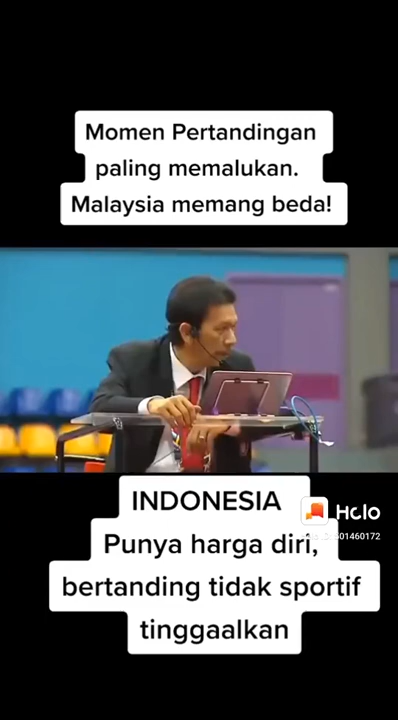 Momen Pertandingan
paling memalukan.
Malaysia memang beda!
INDONESIA
Helo
Punya harga diri,
bertanding tidak sportif
tinggaalkan